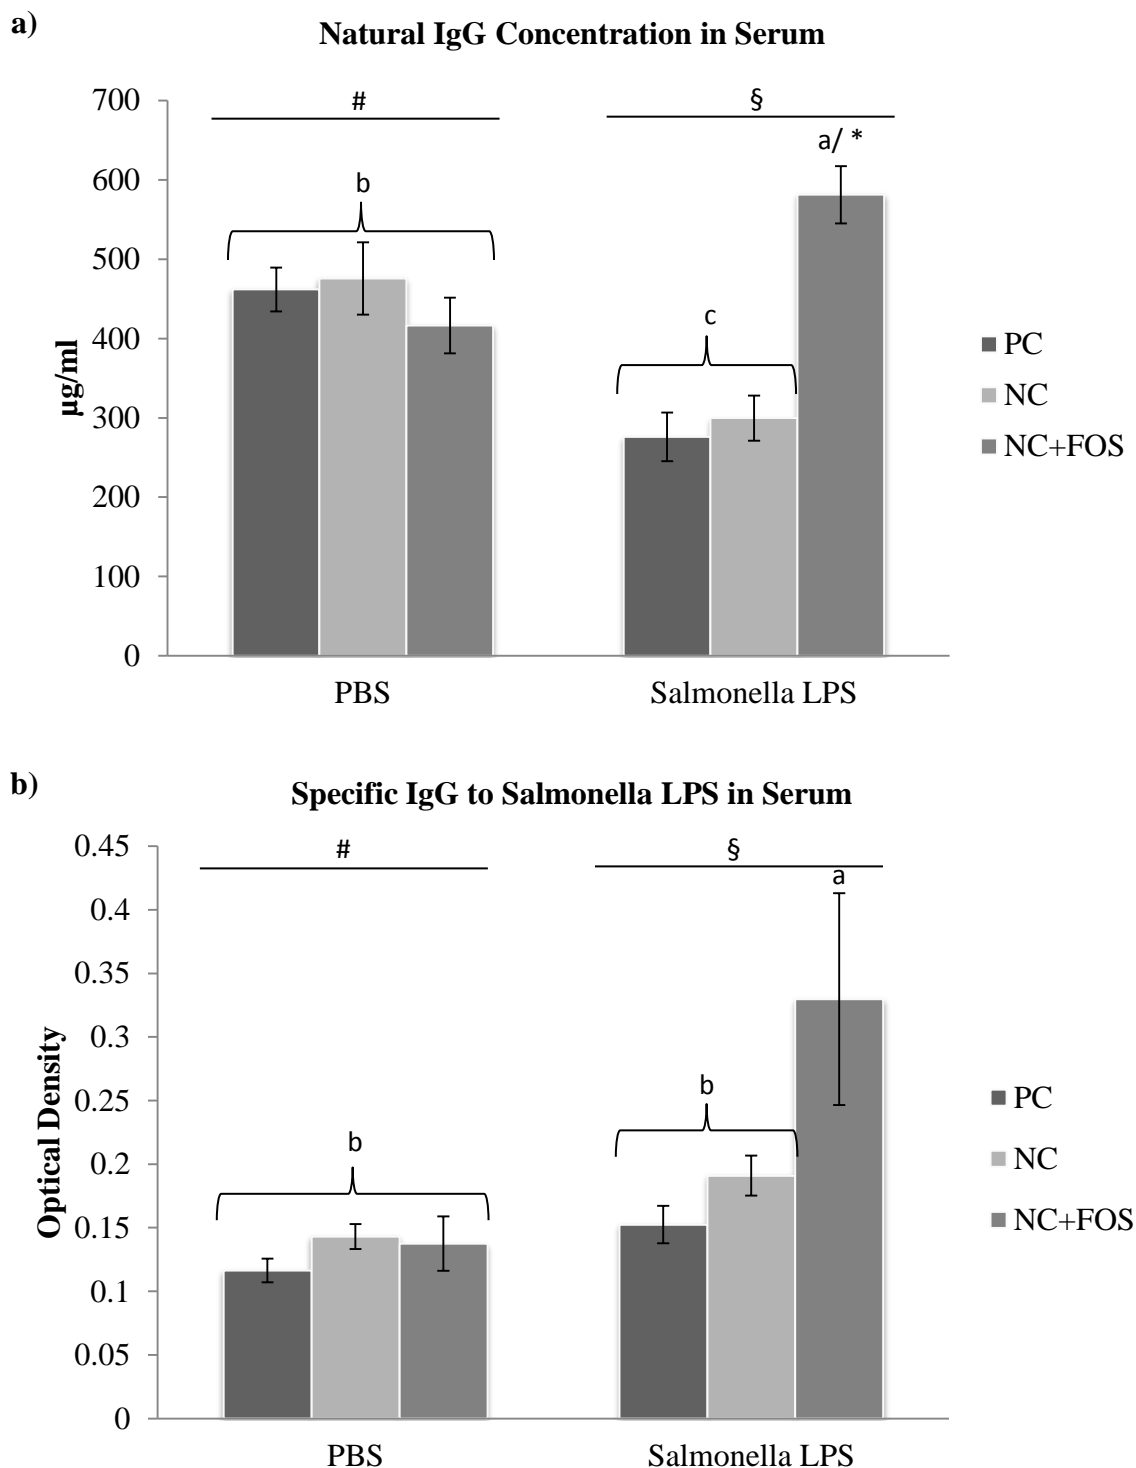 a)
Natural IgG Concentration in Serum
700
600
500
400
300
200
100
0
µg/ml
#
§
b
c
a/ *
PBS
Salmonella LPS
PC
NC
NC+FOS
b)
Specific IgG to Salmonella LPS in Serum
0.45
0.4
0.35
0.3
0.25
0.2
0.15
0.1
0.05
0
Optical Density
#
§
b
b
a
PBS
Salmonella LPS
PC
NC
NC+FOS